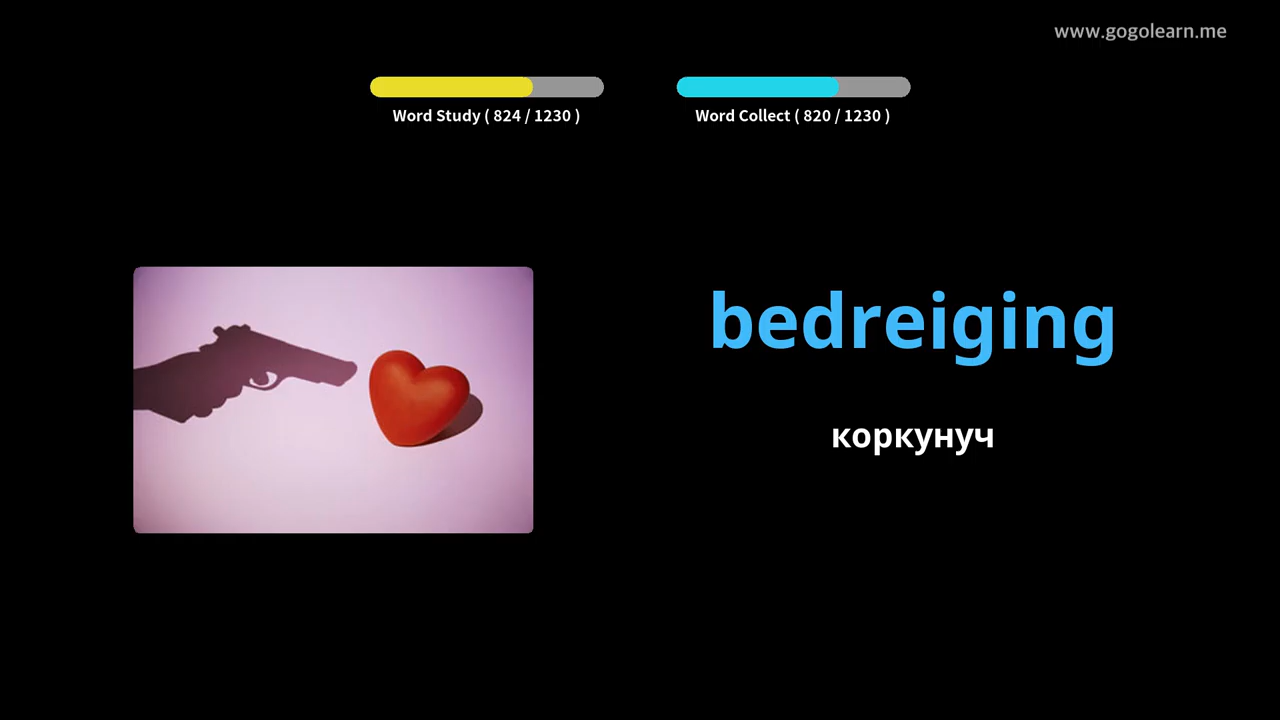 www.gogolearn.me
Word Study ( 824 / 1230 )
Word Collect ( 820 / 1230 )
bedreiging
коркунуч